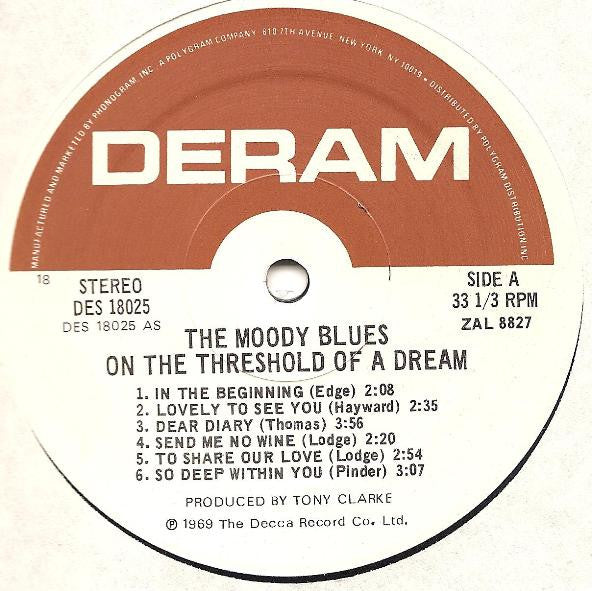 MANUFACTURED AND MARKETED BY PHONOGRAM INC. A POLYGRAM COMPANY 810 7TH AVENUE, NEW YORK, NY 10019 • DISTRIBUTED BY POLYGRAM DISTRIBUTION INC
DERAM
18
STEREO
DES 18025
DES 18025 AS
SIDE A
33 1/3 RPM
ZAL 8827
THE MOODY BLUES
ON THE THRESHOLD OF A DREAM
1. IN THE BEGINNING (Edge) 2:08
2. LOVELY TO SEE YOU (Hayward) 2:35
3. DEAR DIARY (Thomas) 3:56
4. SEND ME NO WINE (Lodge) 2:20
5. TO SHARE OUR LOVE (Lodge) 2:54
6. SO DEEP WITHIN YOU (Pinder) 3:07
PRODUCED BY TONY CLARKE
℗ 1969 The Decca Record Co. Ltd.